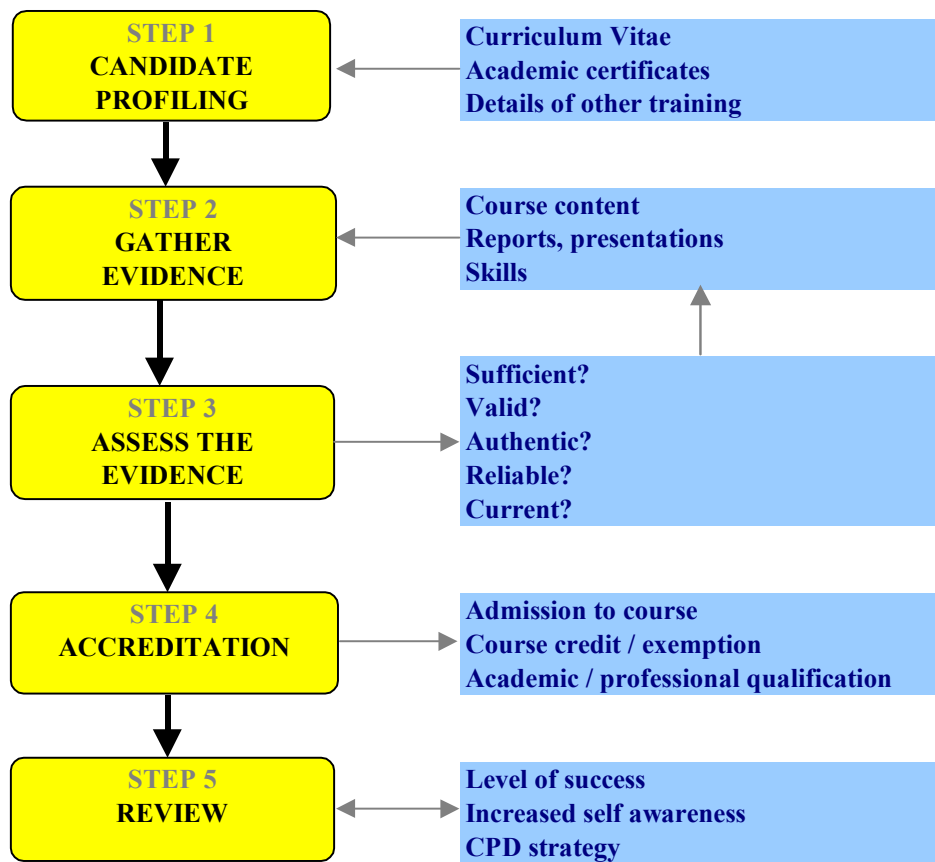 STEP 1
CANDIDATE
PROFILING
Curriculum Vitae
Academic certificates
Details of other training
STEP 2
GATHER
EVIDENCE
Course content
Reports, presentations
Skills
STEP 3
ASSESS THE
EVIDENCE
Sufficient?
Valid?
Authentic?
Reliable?
Current?
STEP 4
ACCREDITATION
Admission to course
Course credit / exemption
Academic / professional qualification
STEP 5
REVIEW
Level of success
Increased self awareness
CPD strategy